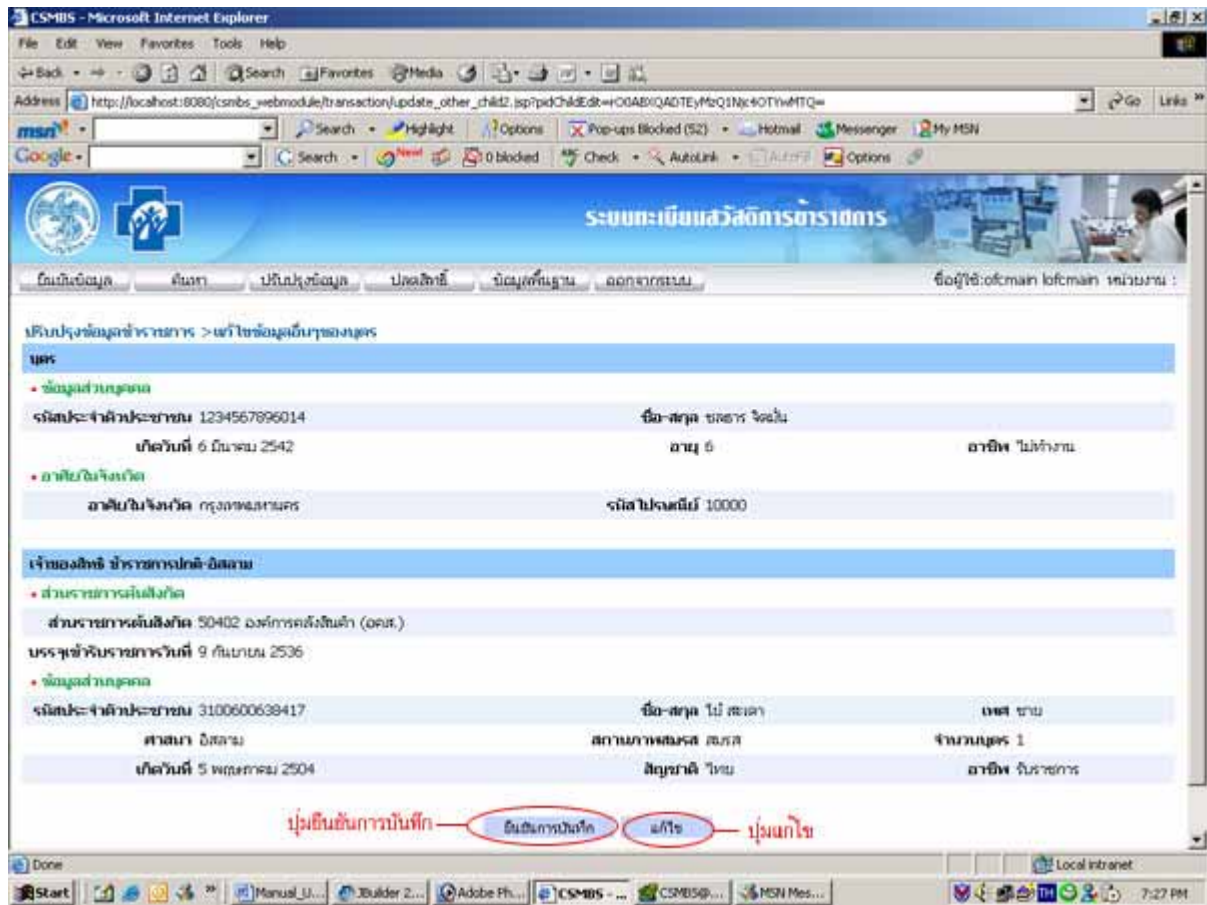 CSMBS - Microsoft Internet Explorer
File Edit View Favorites Tools Help
Back Search Favorites Media
Address http://localhost:8080/csmbs_webmodule/transaction/update_other_child2.jsp?pidChildEdit= Go Links »
msn Search Highlight Options Pop-ups Blocked (52) Hotmail Messenger My MSN
Google Search New! 0 blocked Check AutoLink AutoFill Options
ระบบทะเบียนสวัสดิการข้าราชการ
ยืนยันข้อมูล ค้นหา ปรับปรุงข้อมูล ปลดสิทธิ์ ข้อมูลพื้นฐาน ออกจากระบบ ชื่อผู้ใช้:ofcmain lofcmain หน่วยงาน :
ปรับปรุงข้อมูลข้าราชการ >แก้ไขข้อมูลอื่นๆของบุตร
บุตร
ข้อมูลส่วนบุคคล
รหัสประจำตัวประชาชน 1234567896014 ชื่อ-สกุล ชลธาร
เกิดวันที่ 6 มีนาคม 2542 อายุ 6 อาชีพ ไม่ทำงาน
อาศัยในจังหวัด
อาศัยในจังหวัด กรุงเทพมหานคร รหัสไปรษณีย์ 10000
เจ้าของสิทธิ ข้าราชการปกติ-อิสลาม
ส่วนราชการต้นสังกัด
ส่วนราชการต้นสังกัด 50402 องค์การคลังสินค้า (อคส.)
บรรจุเข้ารับราชการวันที่ 9 กันยายน 2536
ข้อมูลส่วนบุคคล
รหัสประจำตัวประชาชน 3100600638417 ชื่อ-สกุล เพศ ชาย
ศาสนา อิสลาม สถานภาพสมรส สมรส จำนวนบุตร 1
เกิดวันที่ 5 พฤษภาคม 2504 สัญชาติ ไทย อาชีพ รับราชการ
ปุ่มยืนยันการบันทึก ยืนยันการบันทึก แก้ไข ปุ่มแก้ไข
Done Local intranet
Start » Manual_U... JBuilder 2... Adobe Ph... CSMBS - ... CSMBS@... MSN Mes... TH 7:27 PM